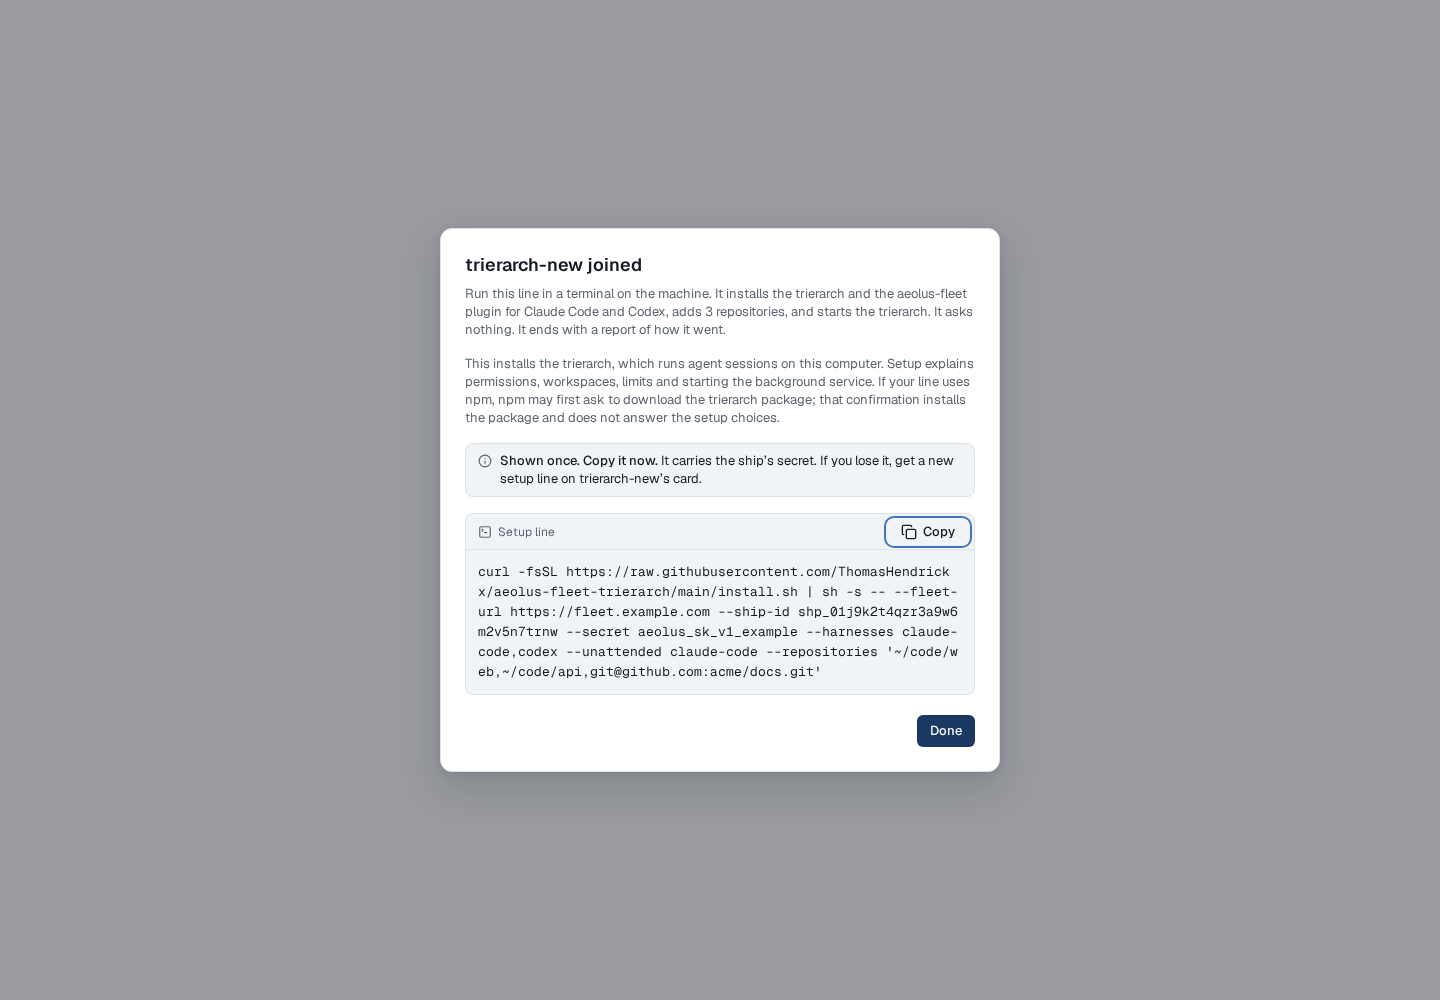 trierarch-new joined
Run this line in a terminal on the machine. It installs the trierarch and the aeolus-fleet
plugin for Claude Code and Codex, adds 3 repositories, and starts the trierarch. It asks
nothing. It ends with a report of how it went.
This installs the trierarch, which runs agent sessions on this computer. Setup explains
permissions, workspaces, limits and starting the background service. If your line uses
npm, npm may first ask to download the trierarch package; that confirmation installs
the package and does not answer the setup choices.
Shown once. Copy it now. It carries the ship's secret. If you lose it, get a new
setup line on trierarch-new's card.
Setup line
Copy
curl -fsSL https://raw.githubusercontent.com/ThomasHendrick
x/aeolus-fleet-trierarch/main/install.sh | sh -s -- --fleet-
url https://fleet.example.com --ship-id shp_01j9k2t4qzr3a9w6
m2v5n7trnw --secret aeolus_sk_v1_example --harnesses claude-
code,codex --unattended claude-code --repositories '~/code/w
eb,~/code/api,git@github.com:acme/docs.git'
Done